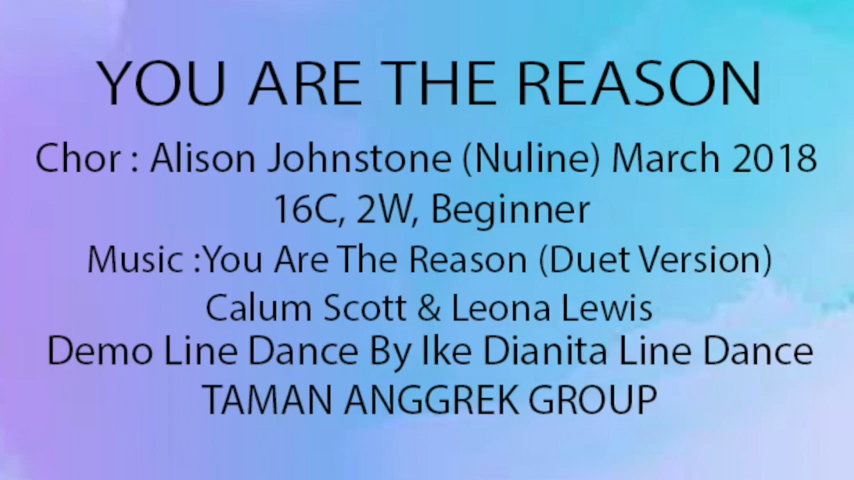 YOU ARE THE REASON
Chor : Alison Johnstone (Nuline) March 2018
16C, 2W, Beginner
Music :You Are The Reason (Duet Version)
Calum Scott & Leona Lewis
Demo Line Dance By Ike Dianita Line Dance
TAMAN ANGGREK GROUP